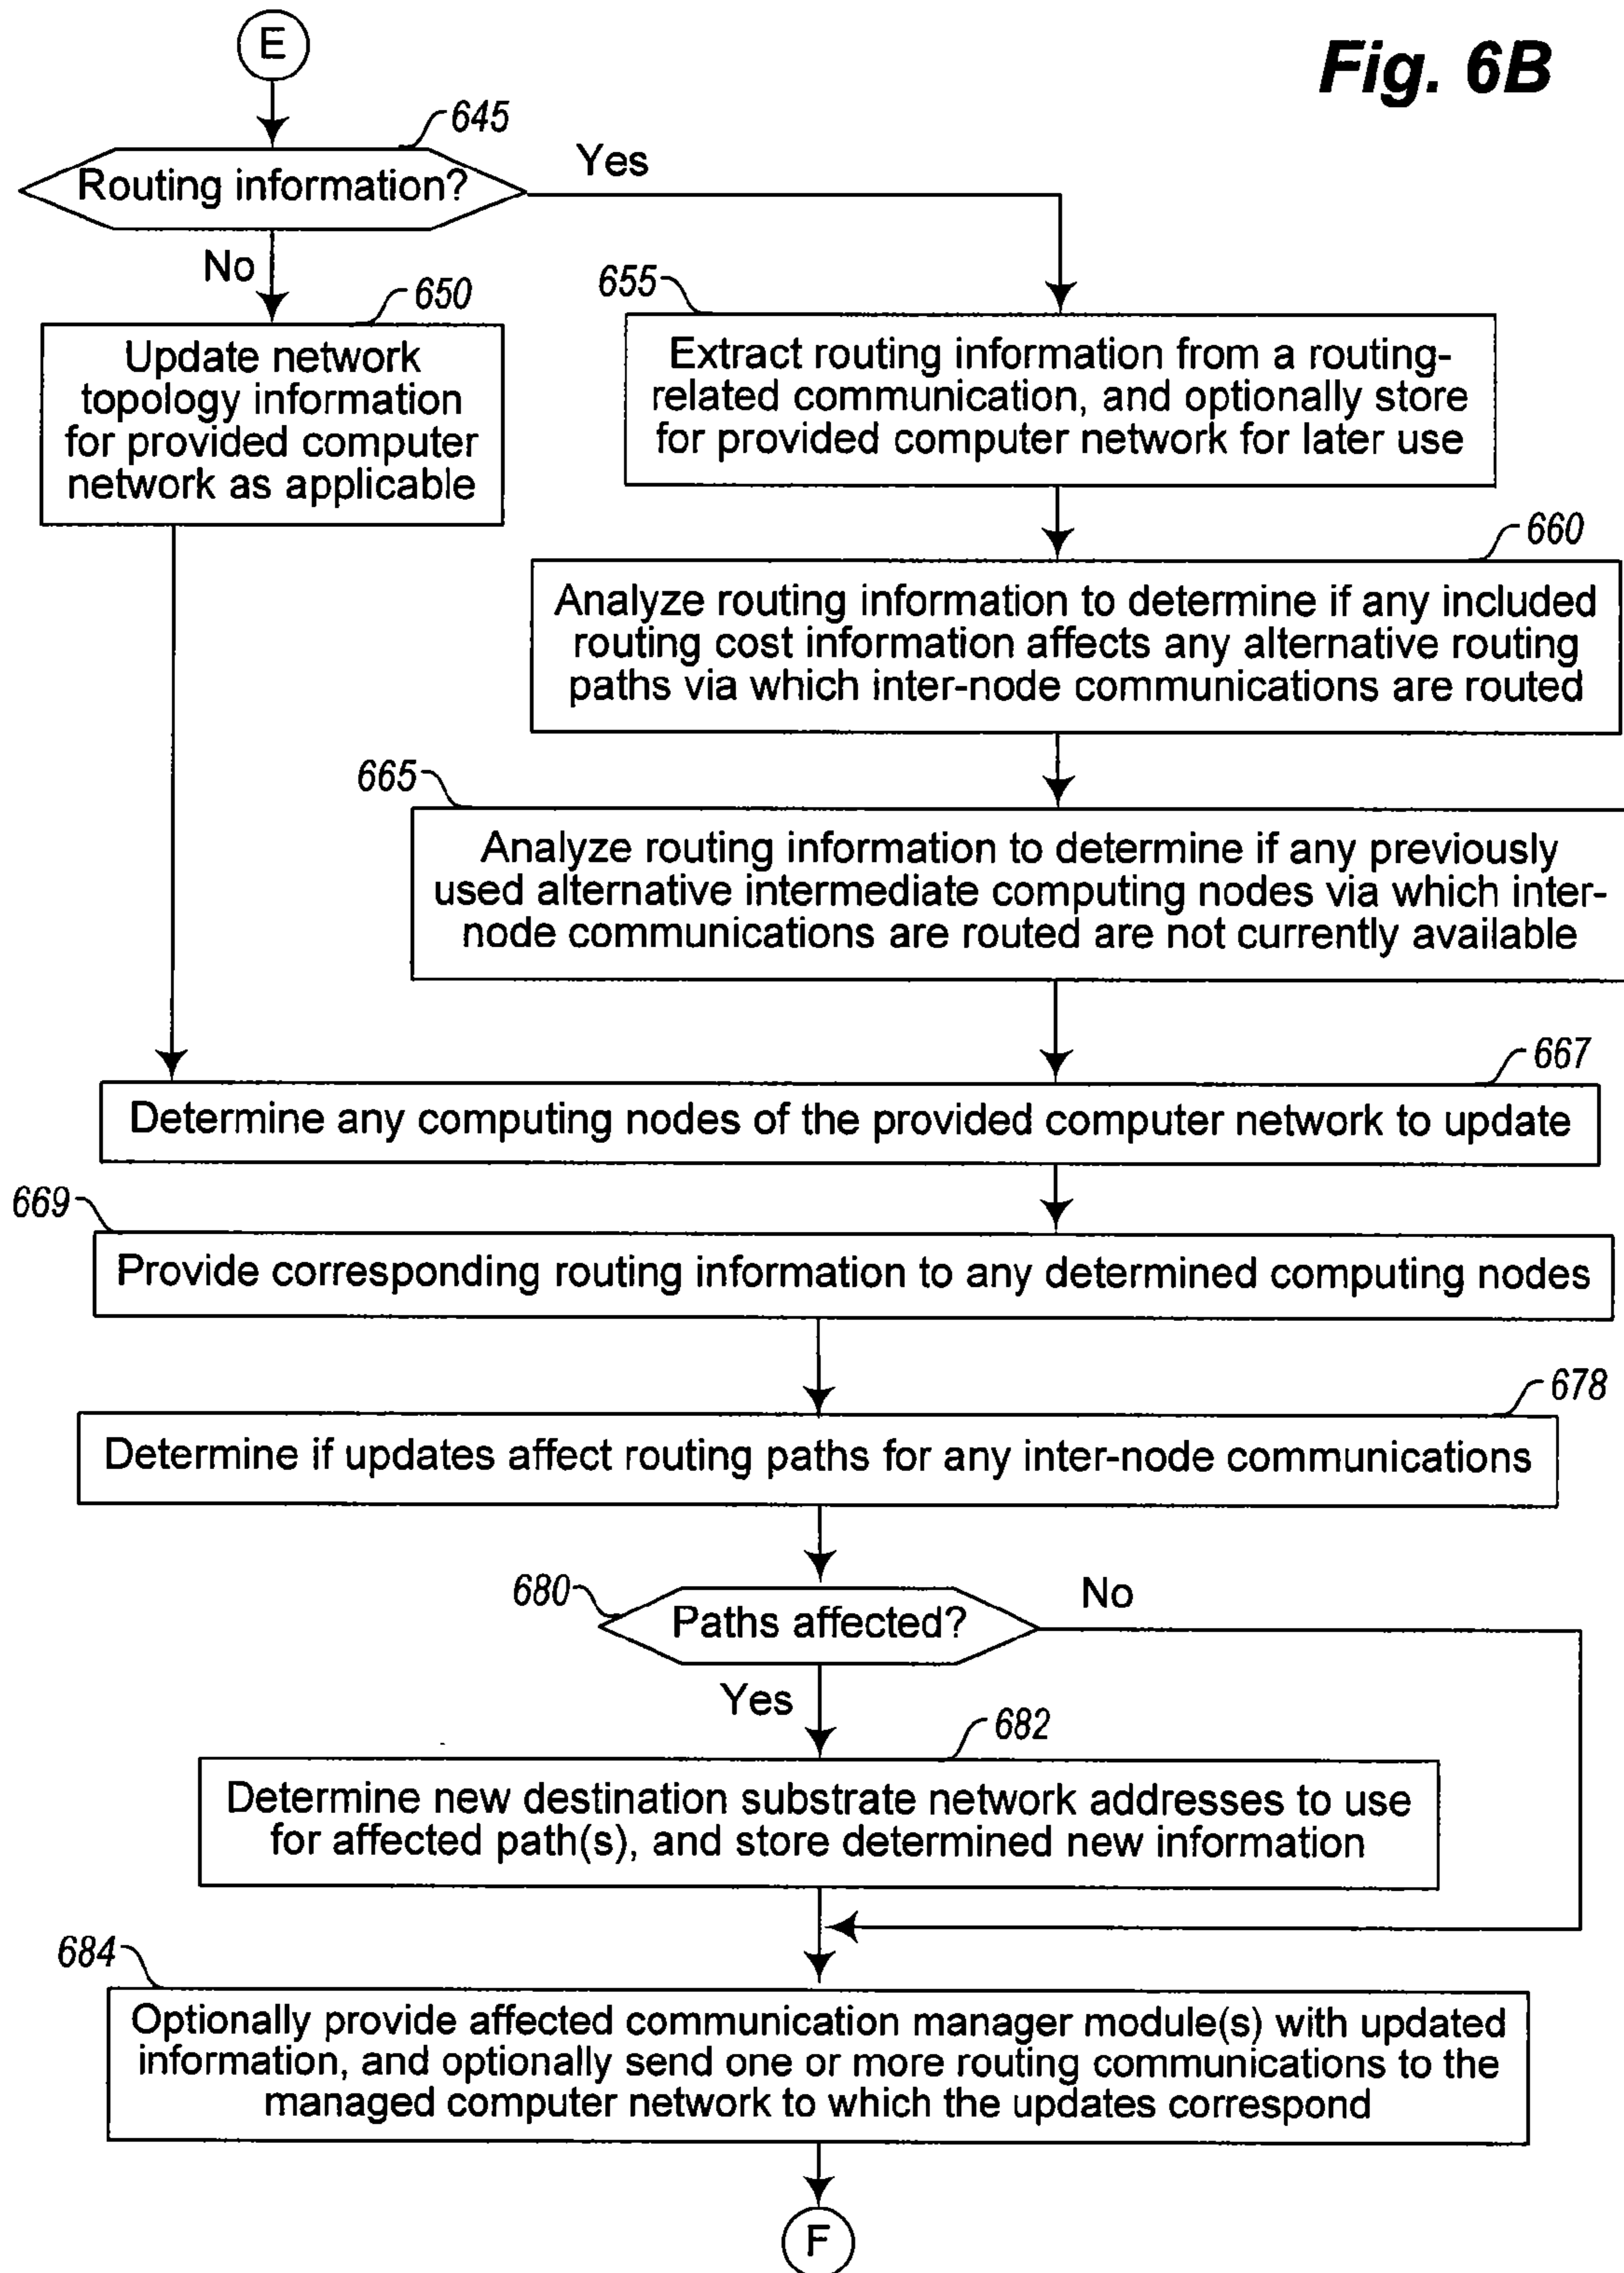 E
Fig. 6B
645
Routing information?
Yes
No
650
Update network
topology information
for provided computer
network as applicable
655
Extract routing information from a routing-
related communication, and optionally store
for provided computer network for later use
660
Analyze routing information to determine if any included
routing cost information affects any alternative routing
paths via which inter-node communications are routed
665
Analyze routing information to determine if any previously
used alternative intermediate computing nodes via which inter-
node communications are routed are not currently available
667
Determine any computing nodes of the provided computer network to update
669
Provide corresponding routing information to any determined computing nodes
678
Determine if updates affect routing paths for any inter-node communications
680
Paths affected?
No
Yes
682
Determine new destination substrate network addresses to use
for affected path(s), and store determined new information
684
Optionally provide affected communication manager module(s) with updated
information, and optionally send one or more routing communications to the
managed computer network to which the updates correspond
F